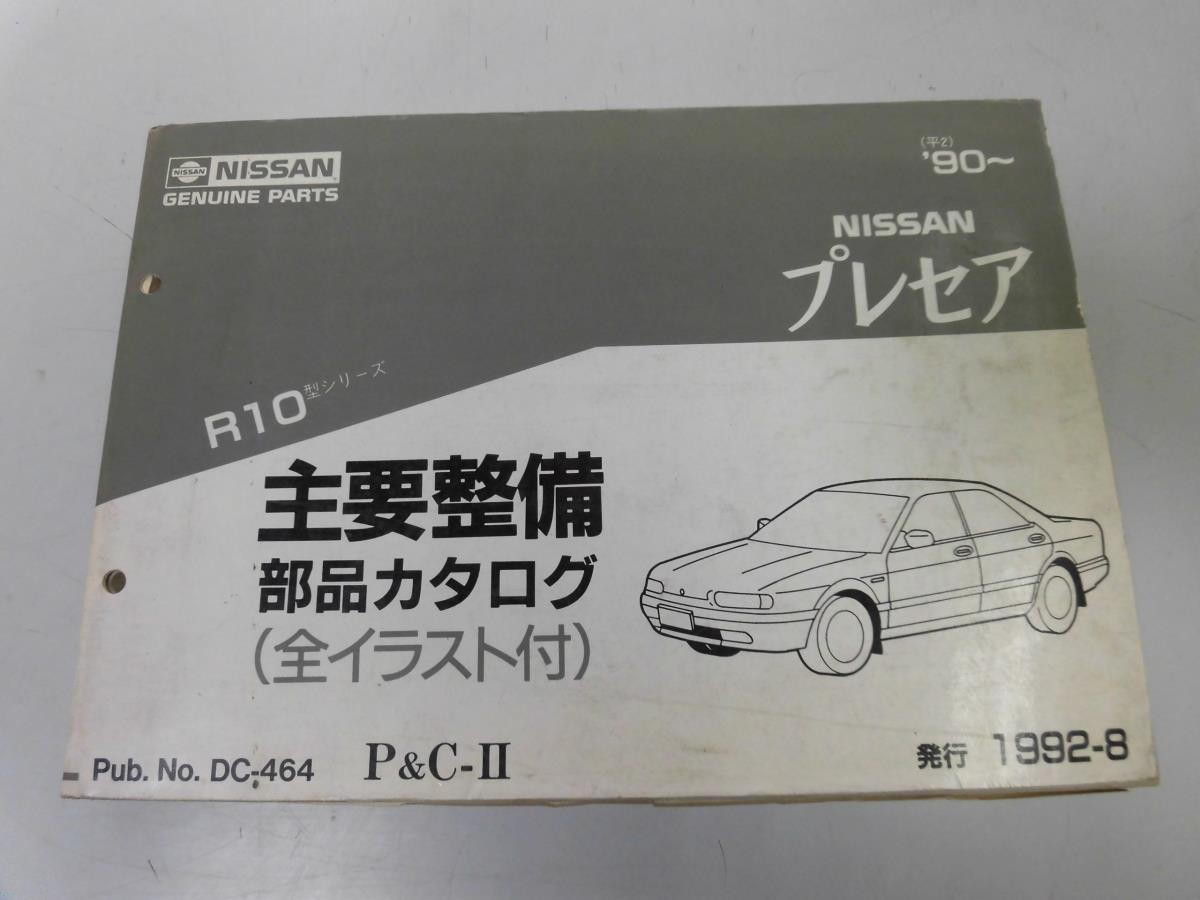 NISSAN NISSAN
GENUINE PARTS
(平2)
'90～
NISSAN
プレセア
R10型シリーズ
主要整備
部品カタログ
(全イラスト付)
Pub. No. DC-464 P&C-II
発行 1992-8